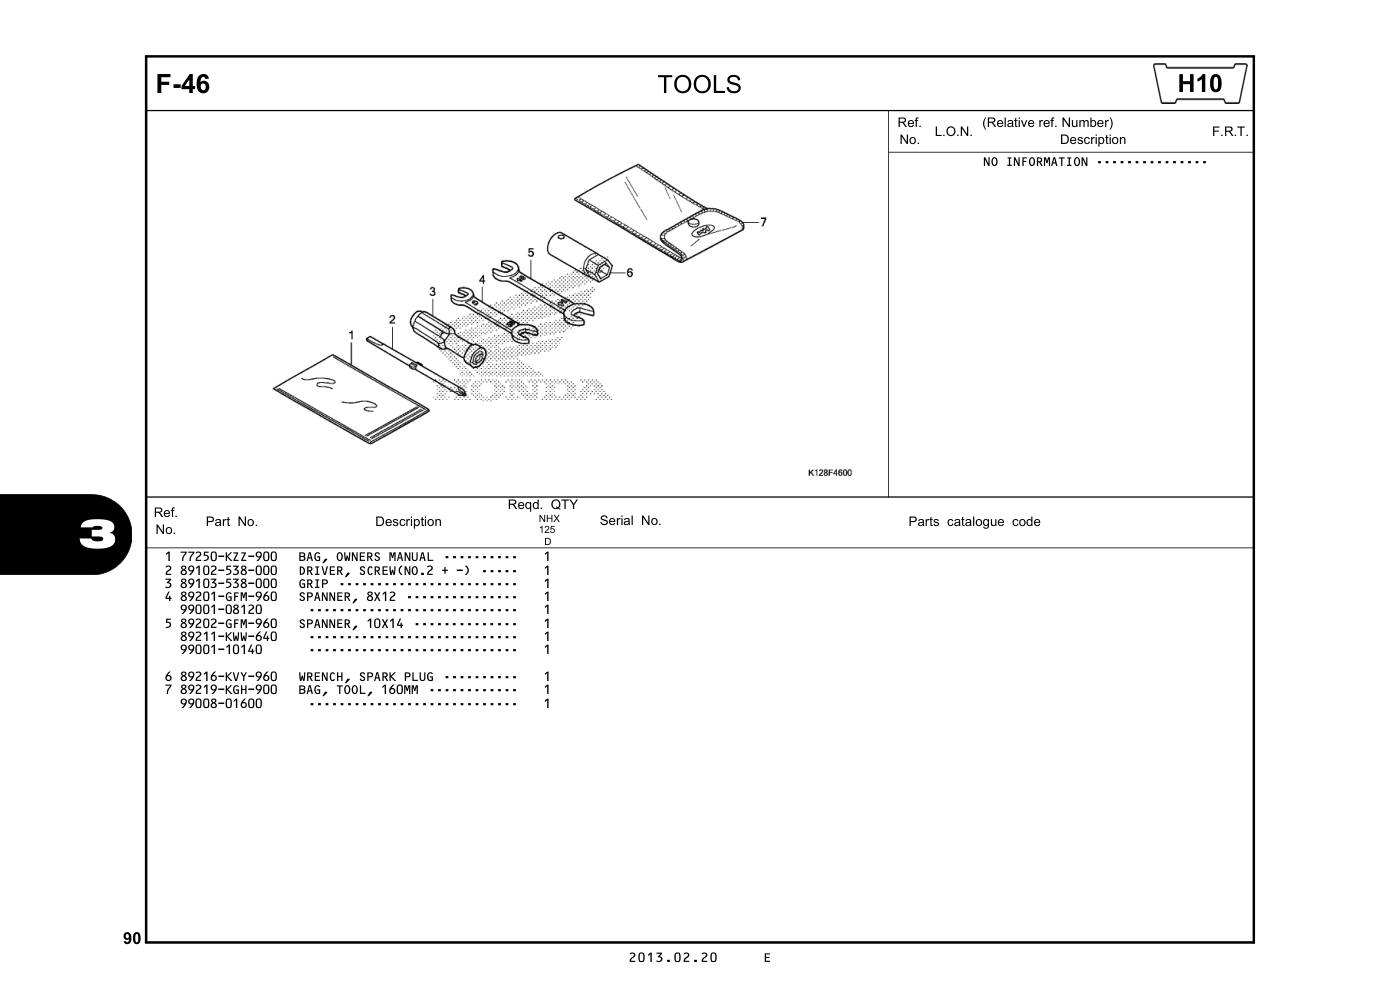 F-46 TOOLS H10
Ref. No. L.O.N. (Relative ref. Number) Description F.R.T.
NO INFORMATION ---------------
7
5
6
4
3
2
1
HONDA
K128F4600
3
Ref. No. Part No. Description Reqd. QTY NHX 125 D Serial No. Parts catalogue code
1 77250-KZZ-900 BAG, OWNERS MANUAL ---------- 1
2 89102-538-000 DRIVER, SCREW(NO.2 + -) ----- 1
3 89103-538-000 GRIP ------------------------ 1
4 89201-GFM-960 SPANNER, 8X12 --------------- 1
99001-08120 ---------------------------- 1
5 89202-GFM-960 SPANNER, 10X14 -------------- 1
89211-KWW-640 ---------------------------- 1
99001-10140 ---------------------------- 1
6 89216-KVY-960 WRENCH, SPARK PLUG ---------- 1
7 89219-KGH-900 BAG, TOOL, 160MM ------------ 1
99008-01600 ---------------------------- 1
90
2013.02.20 E